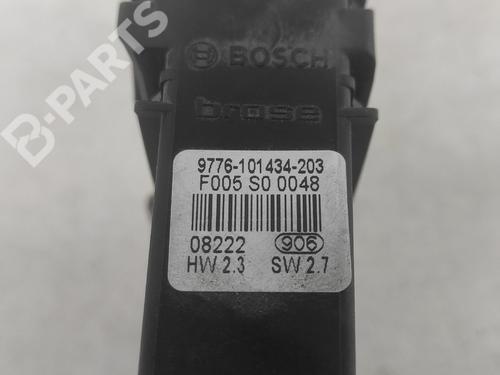 B-PARTS
BOSCH
brose
9776-101434-203
F005 S0 0048
08222 906
HW 2.3 SW 2.7